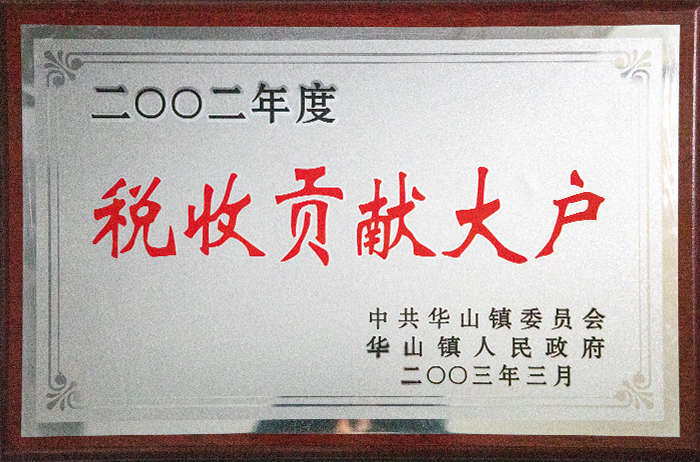 二〇〇二年度
税收贡献大户
中共华山镇委员会
华山镇人民政府
二〇〇三年三月